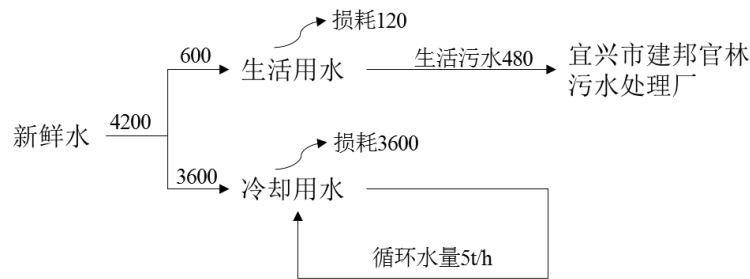 损耗120
600
生活用水
生活污水480
宜兴市建邦官林
污水处理厂
新鲜水
4200
损耗3600
3600
冷却用水
循环水量5t/h